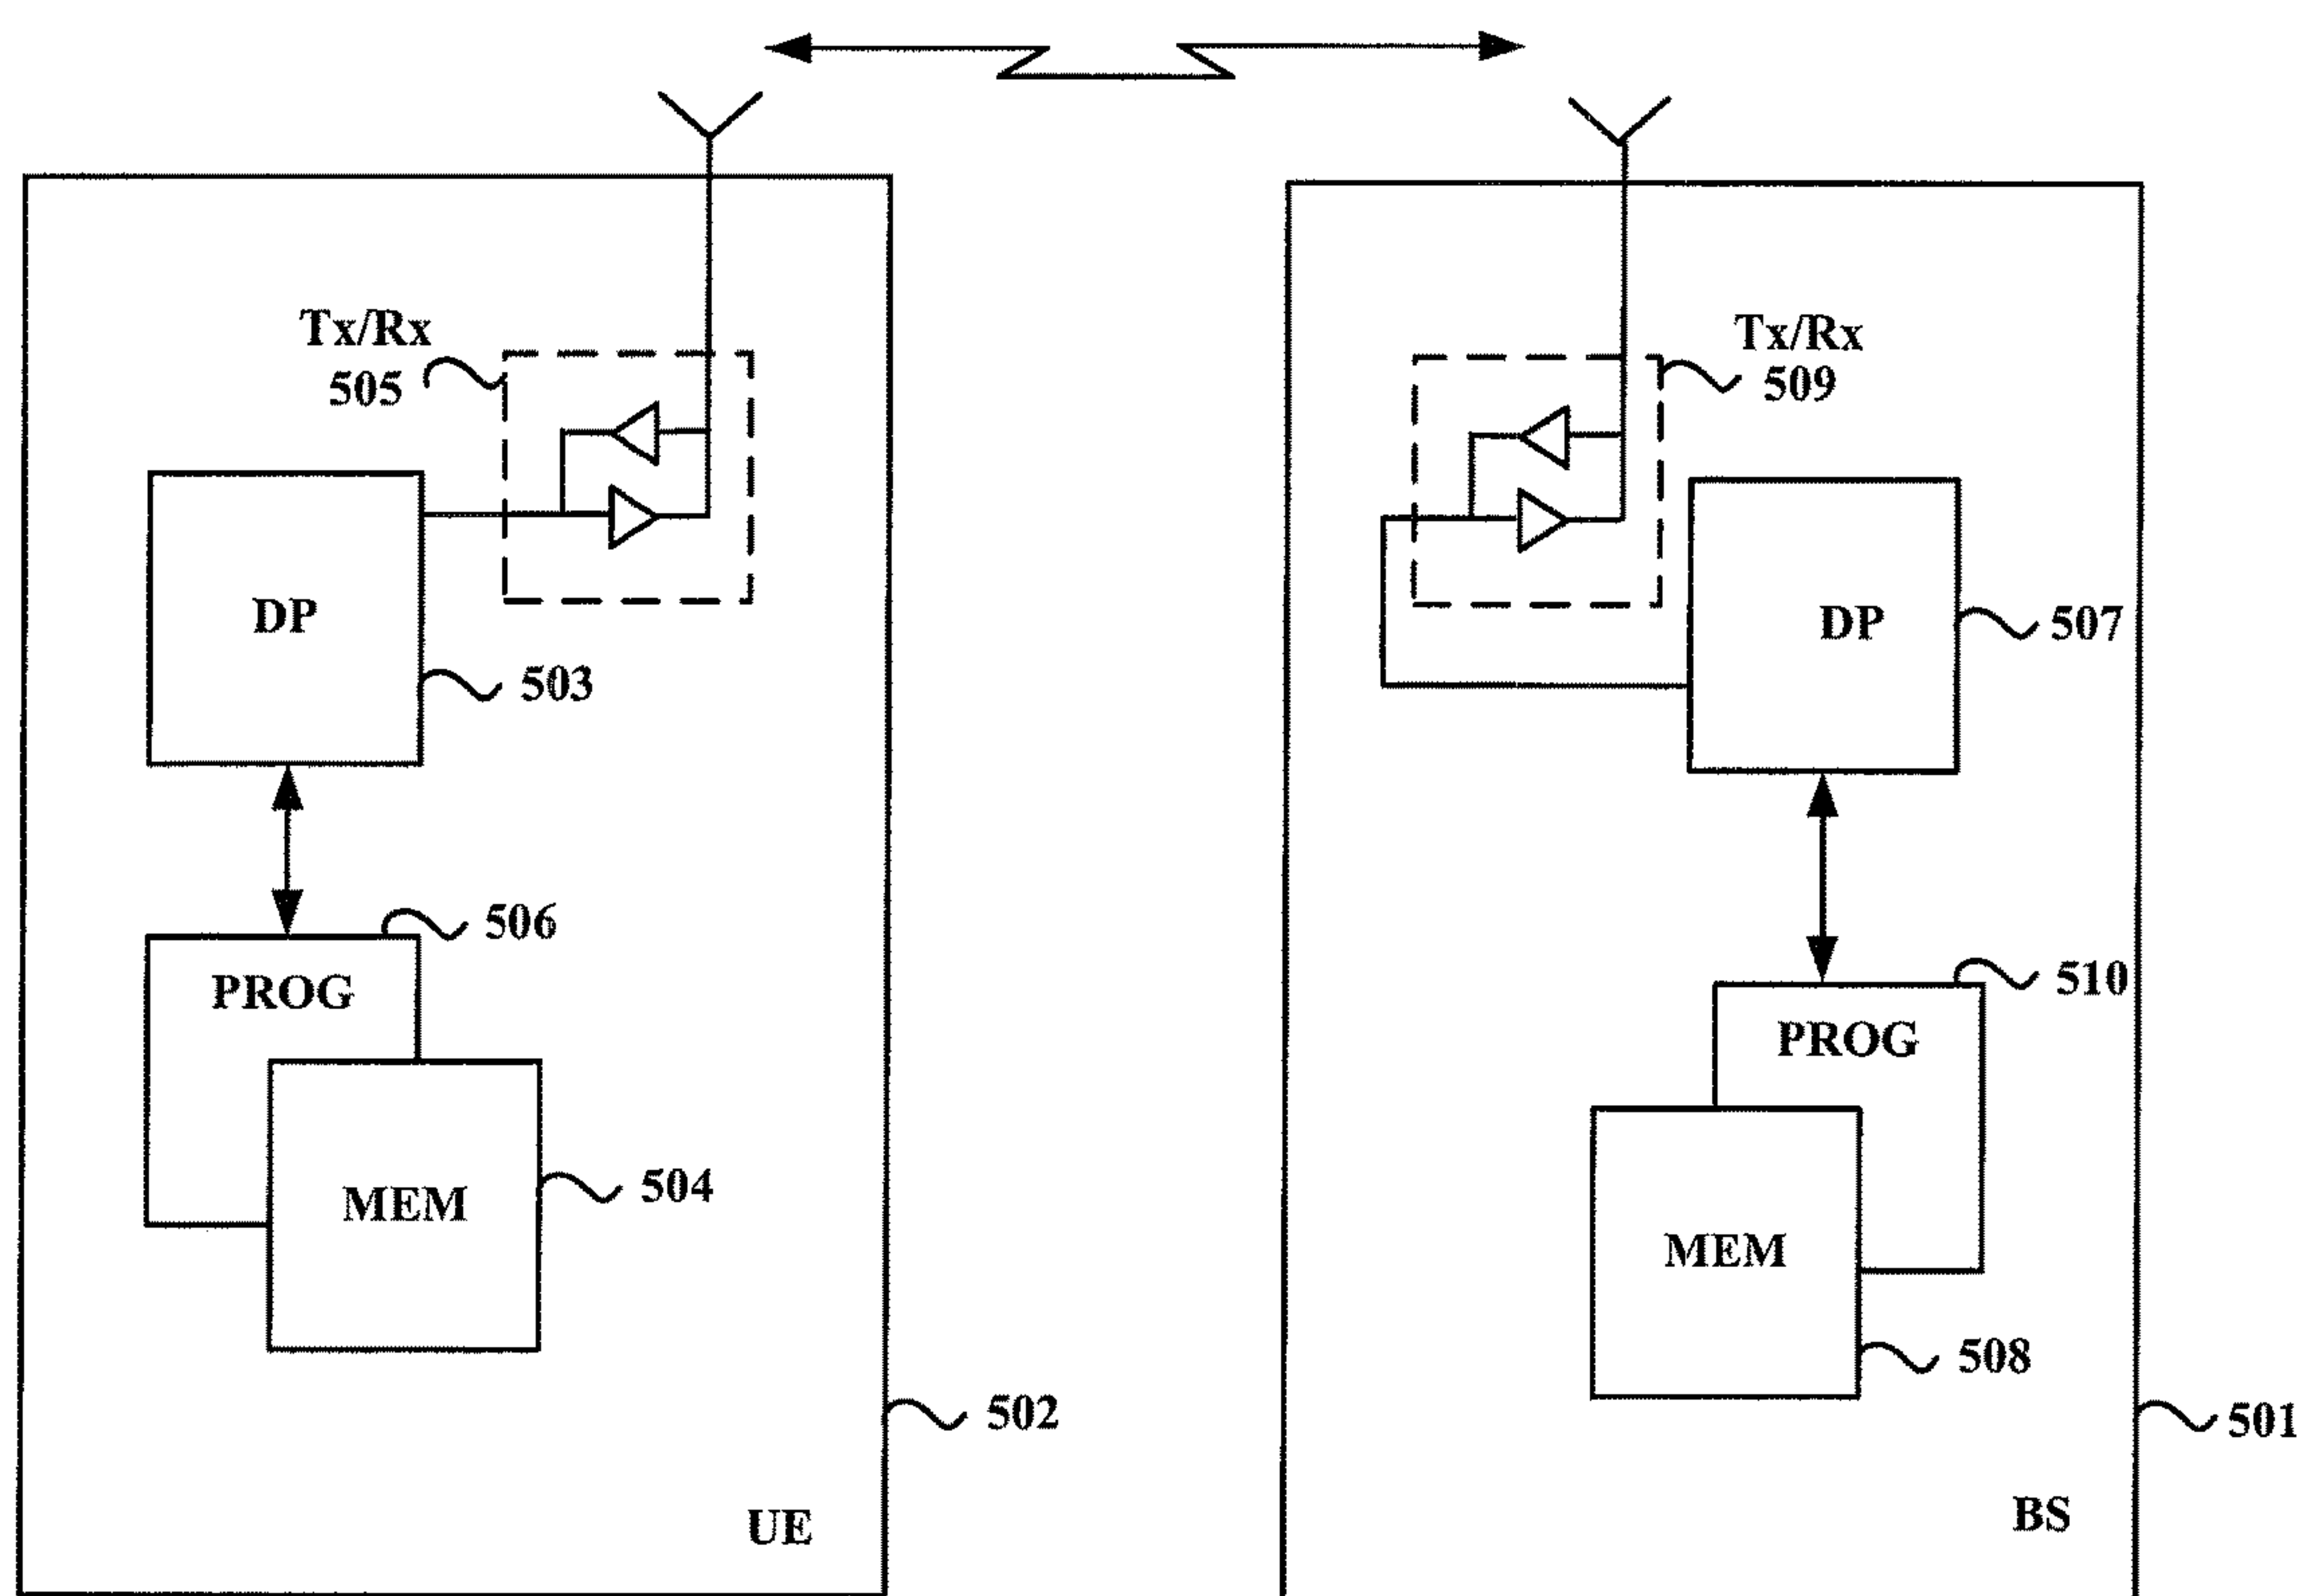 Tx/Rx
505
DP
503
506
PROG
MEM
504
502
UE
Tx/Rx
509
DP
507
510
PROG
MEM
508
501
BS